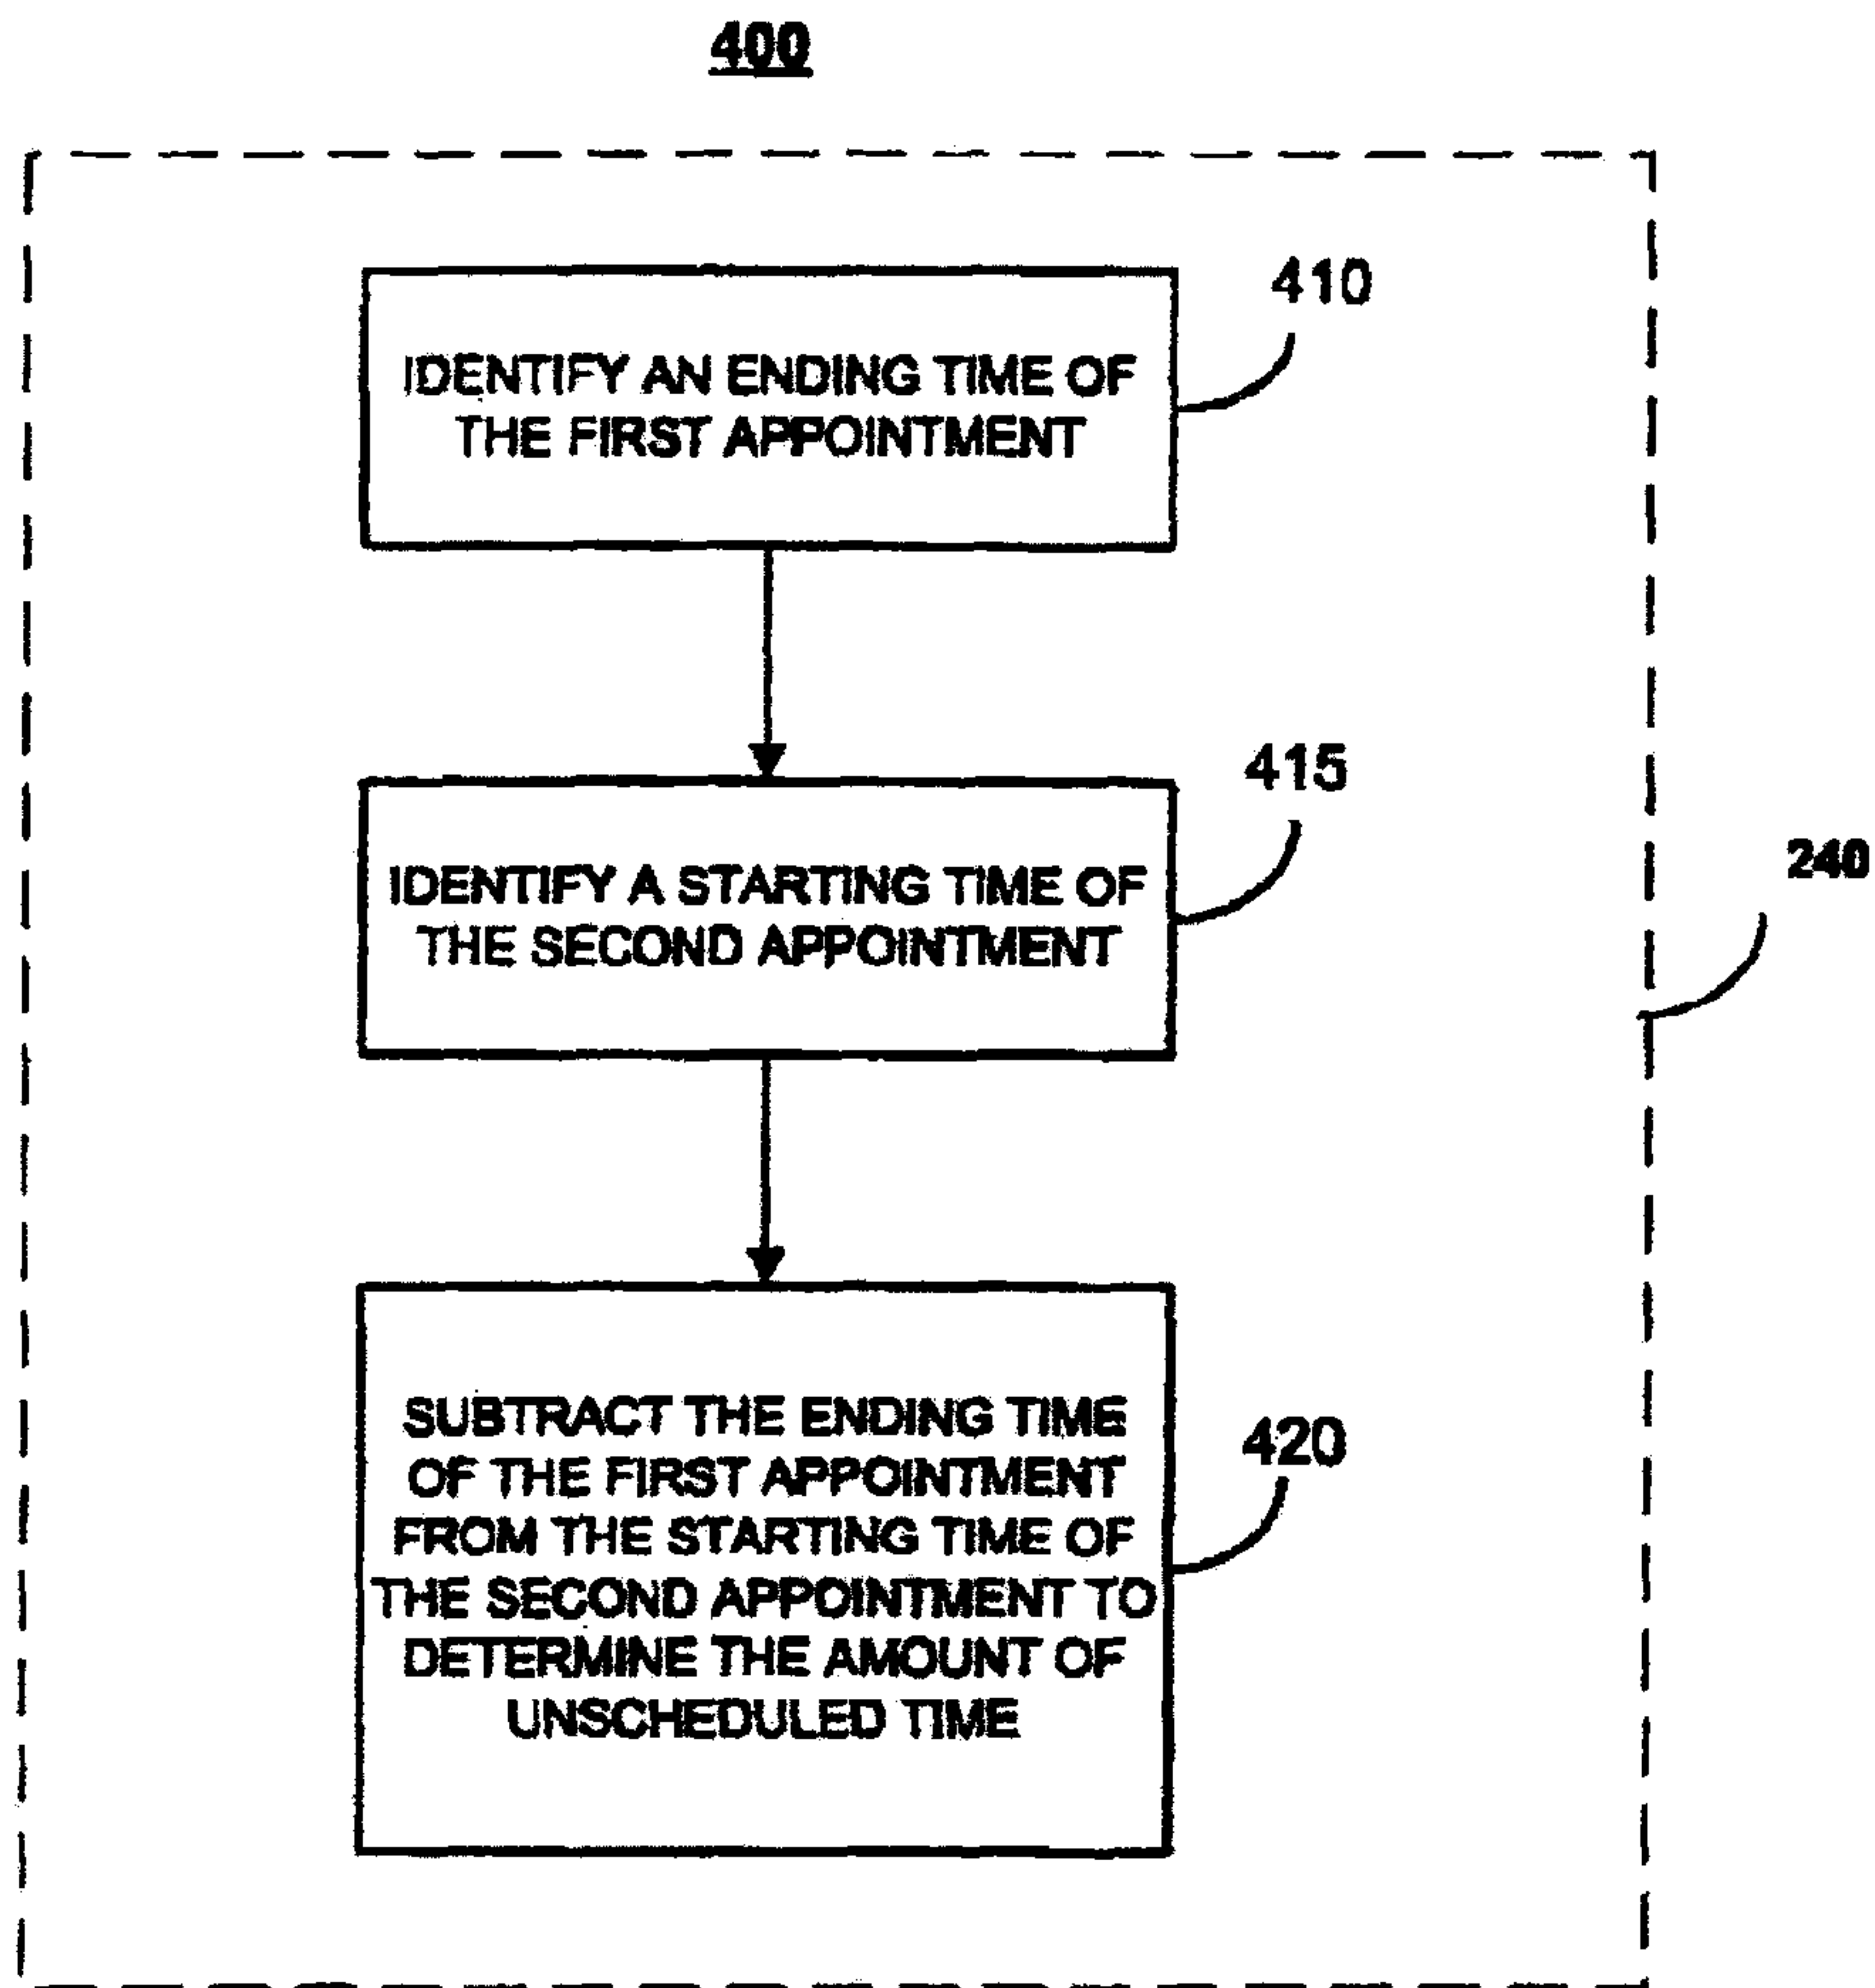 400
410
IDENTIFY AN ENDING TIME OF
THE FIRST APPOINTMENT
415
IDENTIFY A STARTING TIME OF
THE SECOND APPOINTMENT
240
SUBTRACT THE ENDING TIME
OF THE FIRST APPOINTMENT
FROM THE STARTING TIME OF
THE SECOND APPOINTMENT TO
DETERMINE THE AMOUNT OF
UNSCHEDULED TIME
420